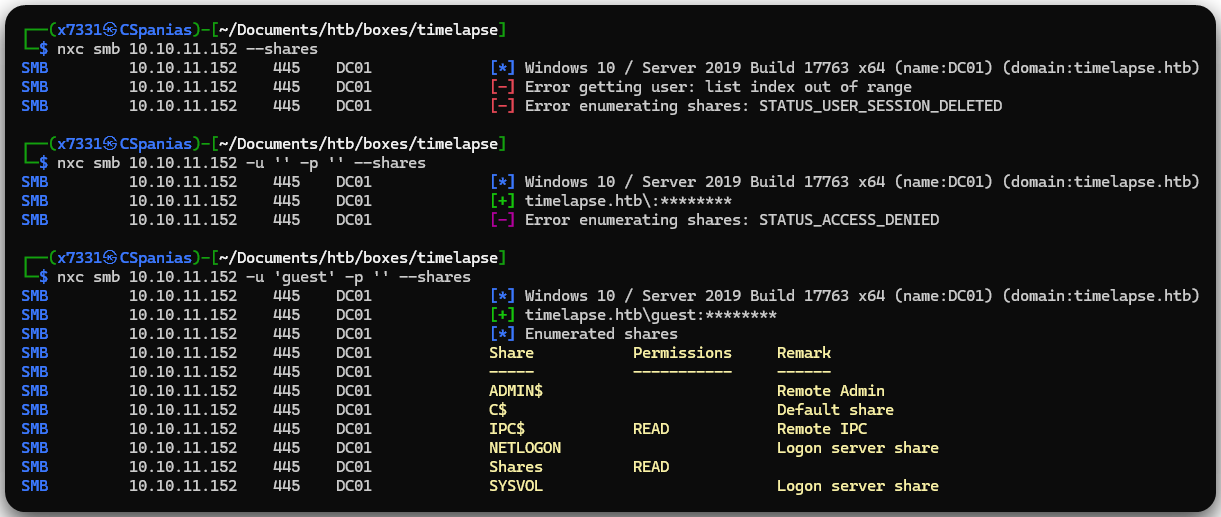 ┌──(x7331㉿CSpanias)-[~/Documents/htb/boxes/timelapse]
└─$ nxc smb 10.10.11.152 --shares
SMB         10.10.11.152    445    DC01             [*] Windows 10 / Server 2019 Build 17763 x64 (name:DC01) (domain:timelapse.htb)
SMB         10.10.11.152    445    DC01             [-] Error getting user: list index out of range
SMB         10.10.11.152    445    DC01             [-] Error enumerating shares: STATUS_USER_SESSION_DELETED
┌──(x7331㉿CSpanias)-[~/Documents/htb/boxes/timelapse]
└─$ nxc smb 10.10.11.152 -u '' -p '' --shares
SMB         10.10.11.152    445    DC01             [*] Windows 10 / Server 2019 Build 17763 x64 (name:DC01) (domain:timelapse.htb)
SMB         10.10.11.152    445    DC01             [+] timelapse.htb\:********
SMB         10.10.11.152    445    DC01             [-] Error enumerating shares: STATUS_ACCESS_DENIED
┌──(x7331㉿CSpanias)-[~/Documents/htb/boxes/timelapse]
└─$ nxc smb 10.10.11.152 -u 'guest' -p '' --shares
SMB         10.10.11.152    445    DC01             [*] Windows 10 / Server 2019 Build 17763 x64 (name:DC01) (domain:timelapse.htb)
SMB         10.10.11.152    445    DC01             [+] timelapse.htb\guest:********
SMB         10.10.11.152    445    DC01             [*] Enumerated shares
SMB         10.10.11.152    445    DC01             Share           Permissions     Remark
SMB         10.10.11.152    445    DC01             -----           -----------     ------
SMB         10.10.11.152    445    DC01             ADMIN$                          Remote Admin
SMB         10.10.11.152    445    DC01             C$                              Default share
SMB         10.10.11.152    445    DC01             IPC$            READ            Remote IPC
SMB         10.10.11.152    445    DC01             NETLOGON                        Logon server share
SMB         10.10.11.152    445    DC01             Shares          READ
SMB         10.10.11.152    445    DC01             SYSVOL                          Logon server share